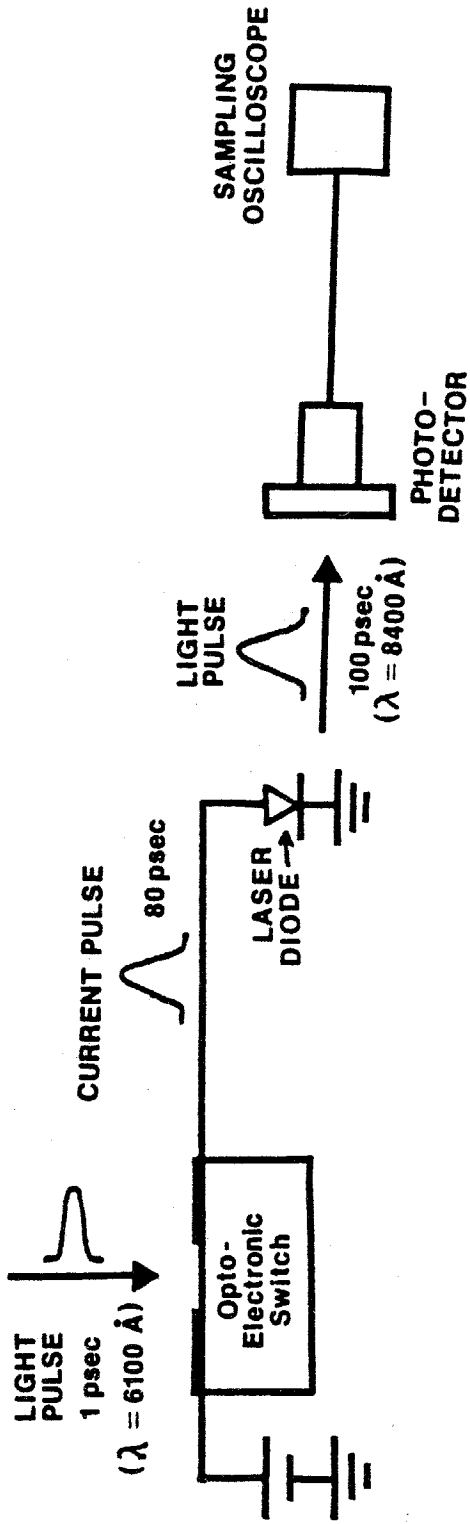 LIGHT
PULSE
1 psec
(λ = 6100 Å)
Opto-
Electronic
Switch
CURRENT PULSE
80 psec
LASER
DIODE→
LIGHT
PULSE
100 psec
(λ = 8400 Å)
PHOTO-
DETECTOR
SAMPLING
OSCILLOSCOPE